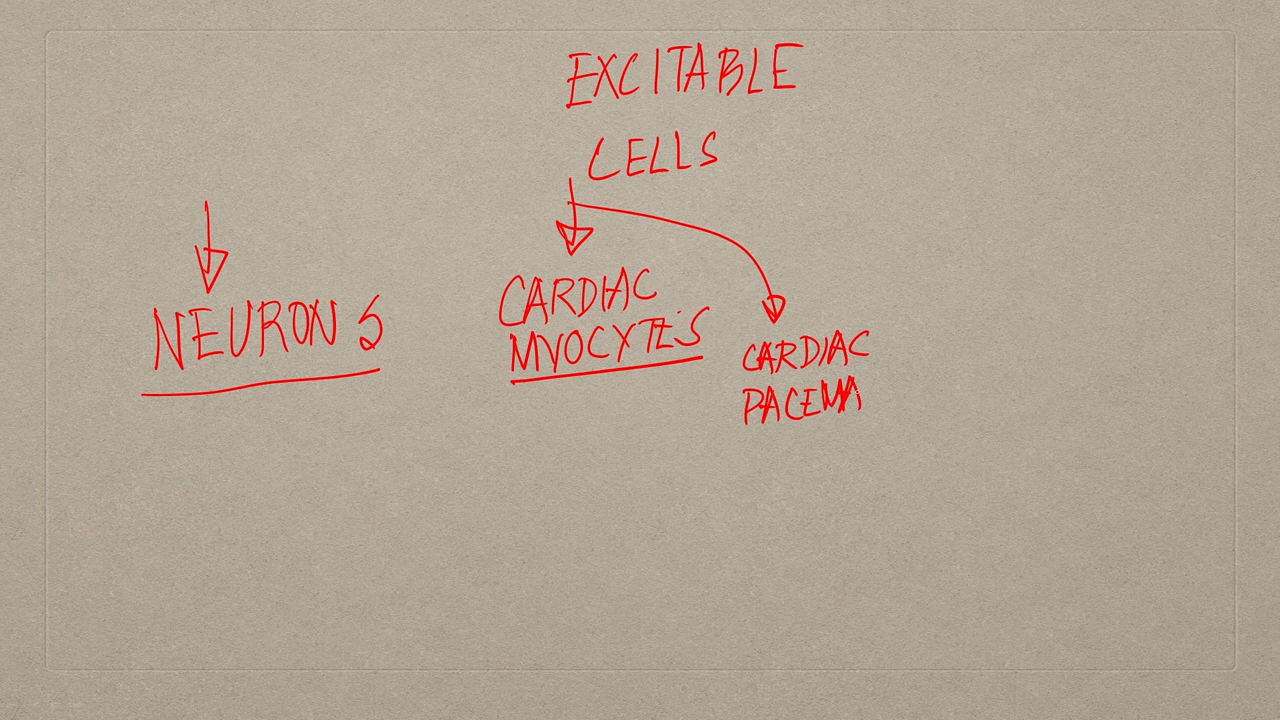 EXCITABLE
CELLS
NEURONS
CARDIAC
MYOCYTES
CARDIAC
PACEMA